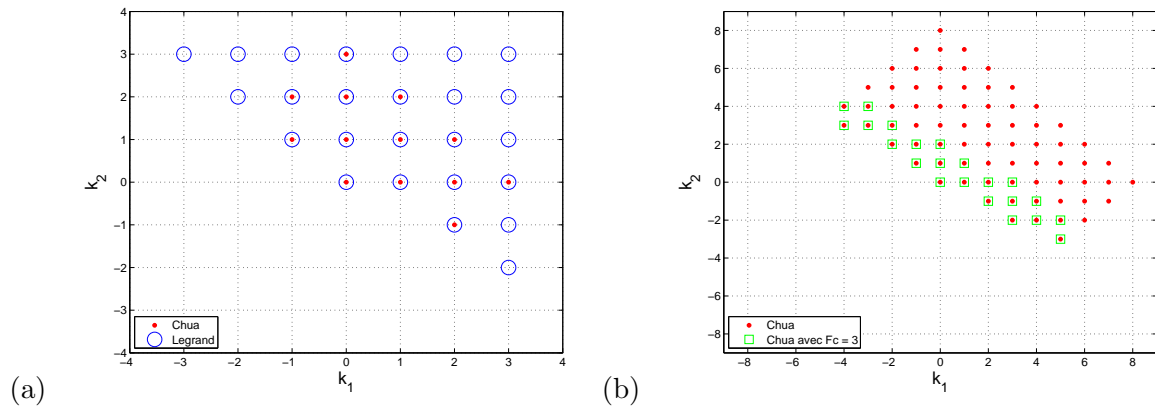 4
3
2
1
0
−1
−2
−3
−4
k2
−4 −3 −2 −1 0 1 2 3 4
k1
Chua
Legrand
(a)
8
6
4
2
0
−2
−4
−6
−8
k2
−8 −6 −4 −2 0 2 4 6 8
k1
Chua
Chua avec Fc = 3
(b)